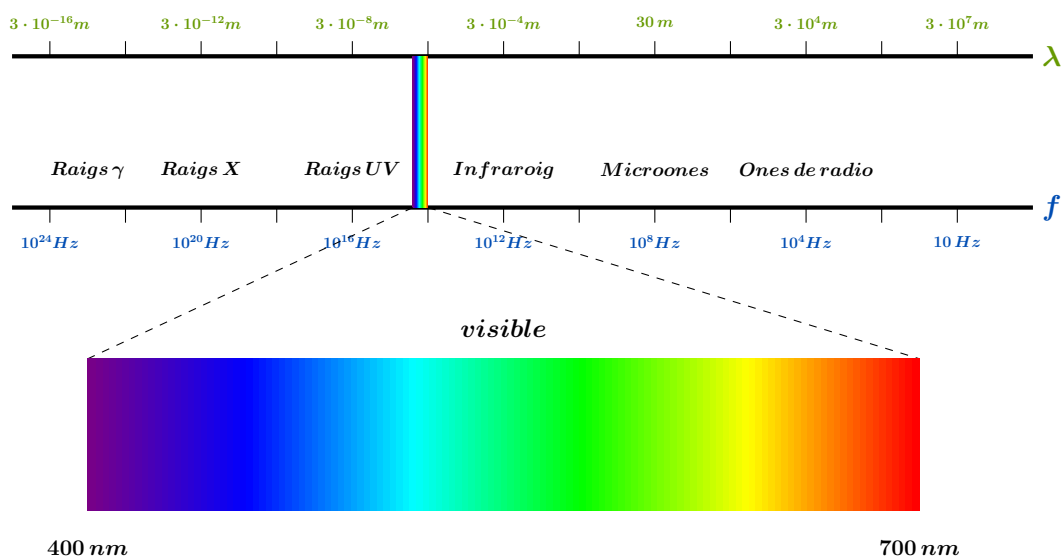 3 · 10⁻¹⁶m 3 · 10⁻¹²m 3 · 10⁻⁸m 3 · 10⁻⁴m 30 m 3 · 10⁴m 3 · 10⁷m
λ
Raigs γ Raigs X Raigs UV Infraroig Microones Ones de radio
f
10²⁴Hz 10²⁰Hz 10¹⁶Hz 10¹²Hz 10⁸Hz 10⁴Hz 10 Hz
visible
400 nm 700 nm